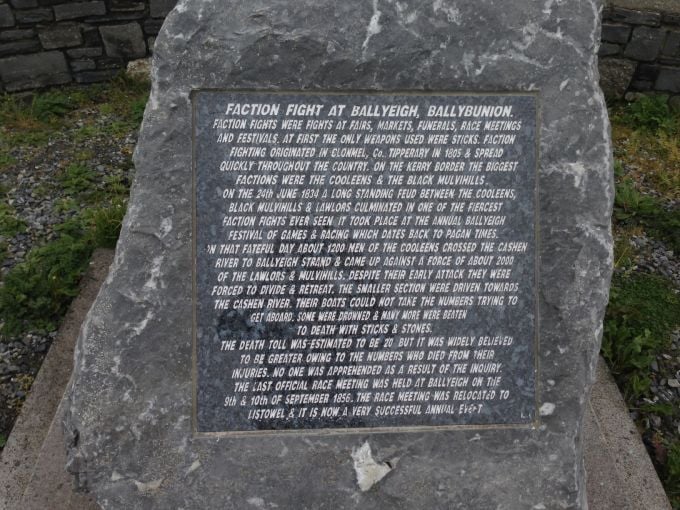 FACTION FIGHT AT BALLYEIGH, BALLYBUNION.
FACTION FIGHTS WERE FIGHTS AT FAIRS, MARKETS, FUNERALS, RACE MEETINGS
AND FESTIVALS. AT FIRST THE ONLY WEAPONS USED WERE STICKS. FACTION
FIGHTING ORIGINATED IN CLONMEL, Co. TIPPERARY IN 1805 & SPREAD
QUICKLY THROUGHOUT THE COUNTRY. ON THE KERRY BORDER THE BIGGEST
FACTIONS WERE THE COOLEENS & THE BLACK MULVIHILLS.
ON THE 24th JUNE 1834 A LONG STANDING FEUD BETWEEN THE COOLEENS,
BLACK MULVIHILLS & LAWLORS CULMINATED IN ONE OF THE FIERCEST
FACTION FIGHTS EVER SEEN. IT TOOK PLACE AT THE ANNUAL BALLYEIGH
FESTIVAL OF GAMES & RACING WHICH DATES BACK TO PAGAN TIMES.
ON THAT FATEFUL DAY ABOUT 1200 MEN OF THE COOLEENS CROSSED THE CASHEN
RIVER TO BALLYEIGH STRAND & CAME UP AGAINST A FORCE OF ABOUT 2000
OF THE LAWLORS & MULVIHILLS. DESPITE THEIR EARLY ATTACK THEY WERE
FORCED TO DIVIDE & RETREAT. THE SMALLER SECTION WERE DRIVEN TOWARDS
THE CASHEN RIVER. THEIR BOATS COULD NOT TAKE THE NUMBERS TRYING TO
GET ABOARD. SOME WERE DROWNED & MANY MORE WERE BEATEN
TO DEATH WITH STICKS & STONES.
THE DEATH TOLL WAS ESTIMATED TO BE 20 BUT IT WAS WIDELY BELIEVED
TO BE GREATER OWING TO THE NUMBERS WHO DIED FROM THEIR
INJURIES. NO ONE WAS APPREHENDED AS A RESULT OF THE INQUIRY.
THE LAST OFFICIAL RACE MEETING WAS HELD AT BALLYEIGH ON THE
9th & 10th OF SEPTEMBER 1856. THE RACE MEETING WAS RELOCATED TO
LISTOWEL & IT IS NOW A VERY SUCCESSFUL ANNUAL EVENT